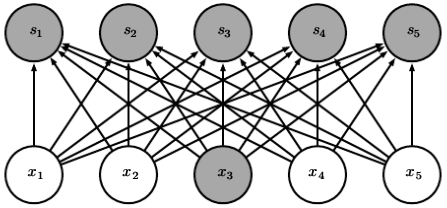 s₁ s₂ s₃ s₄ s₅
x₁ x₂ x₃ x₄ x₅